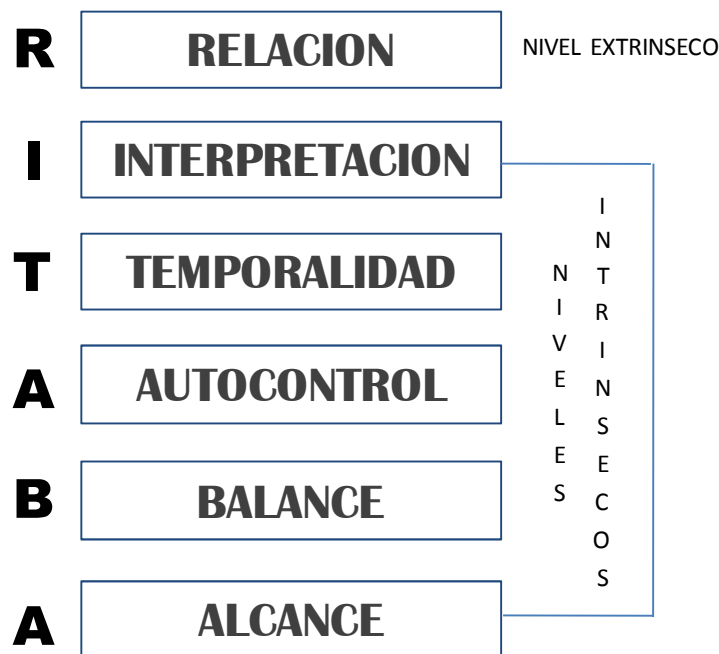 R RELACION NIVEL EXTRINSECO
I INTERPRETACION
T TEMPORALIDAD
A AUTOCONTROL
B BALANCE
A ALCANCE
NIVELES
INTRINSECOS